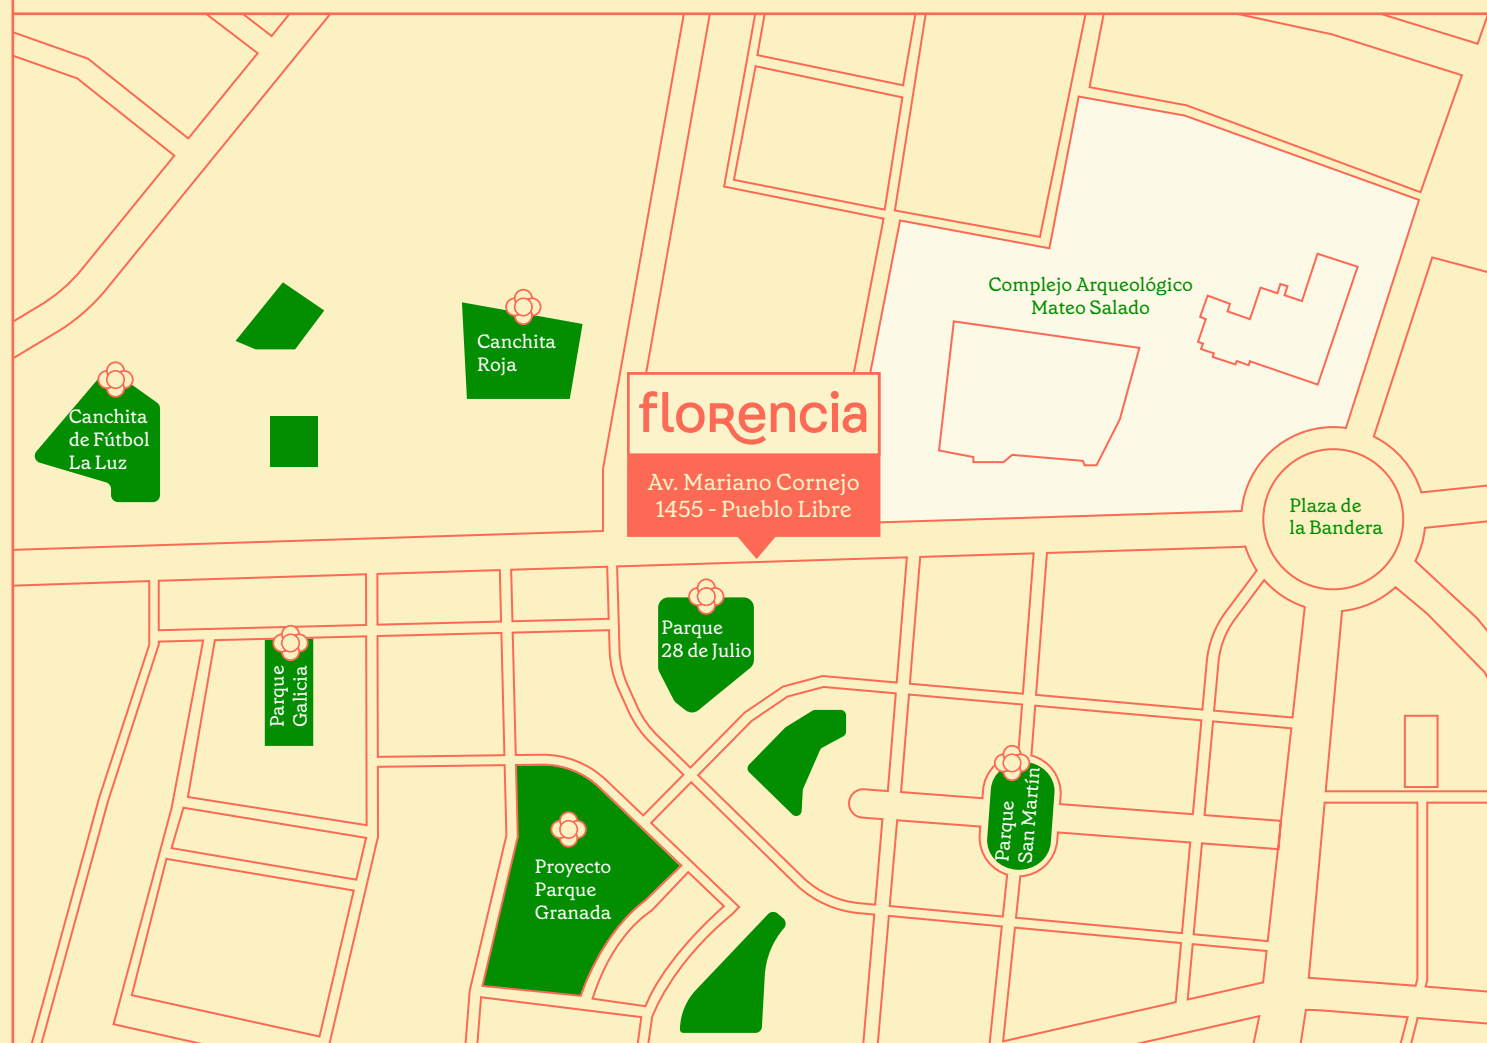 Complejo Arqueológico
Mateo Salado
Canchita
Roja
Canchita
de Fútbol
La Luz
florencia
Av. Mariano Cornejo
1455 - Pueblo Libre
Plaza de
la Bandera
Parque
28 de Julio
Parque
Galicia
Parque
San Martín
Proyecto
Parque
Granada